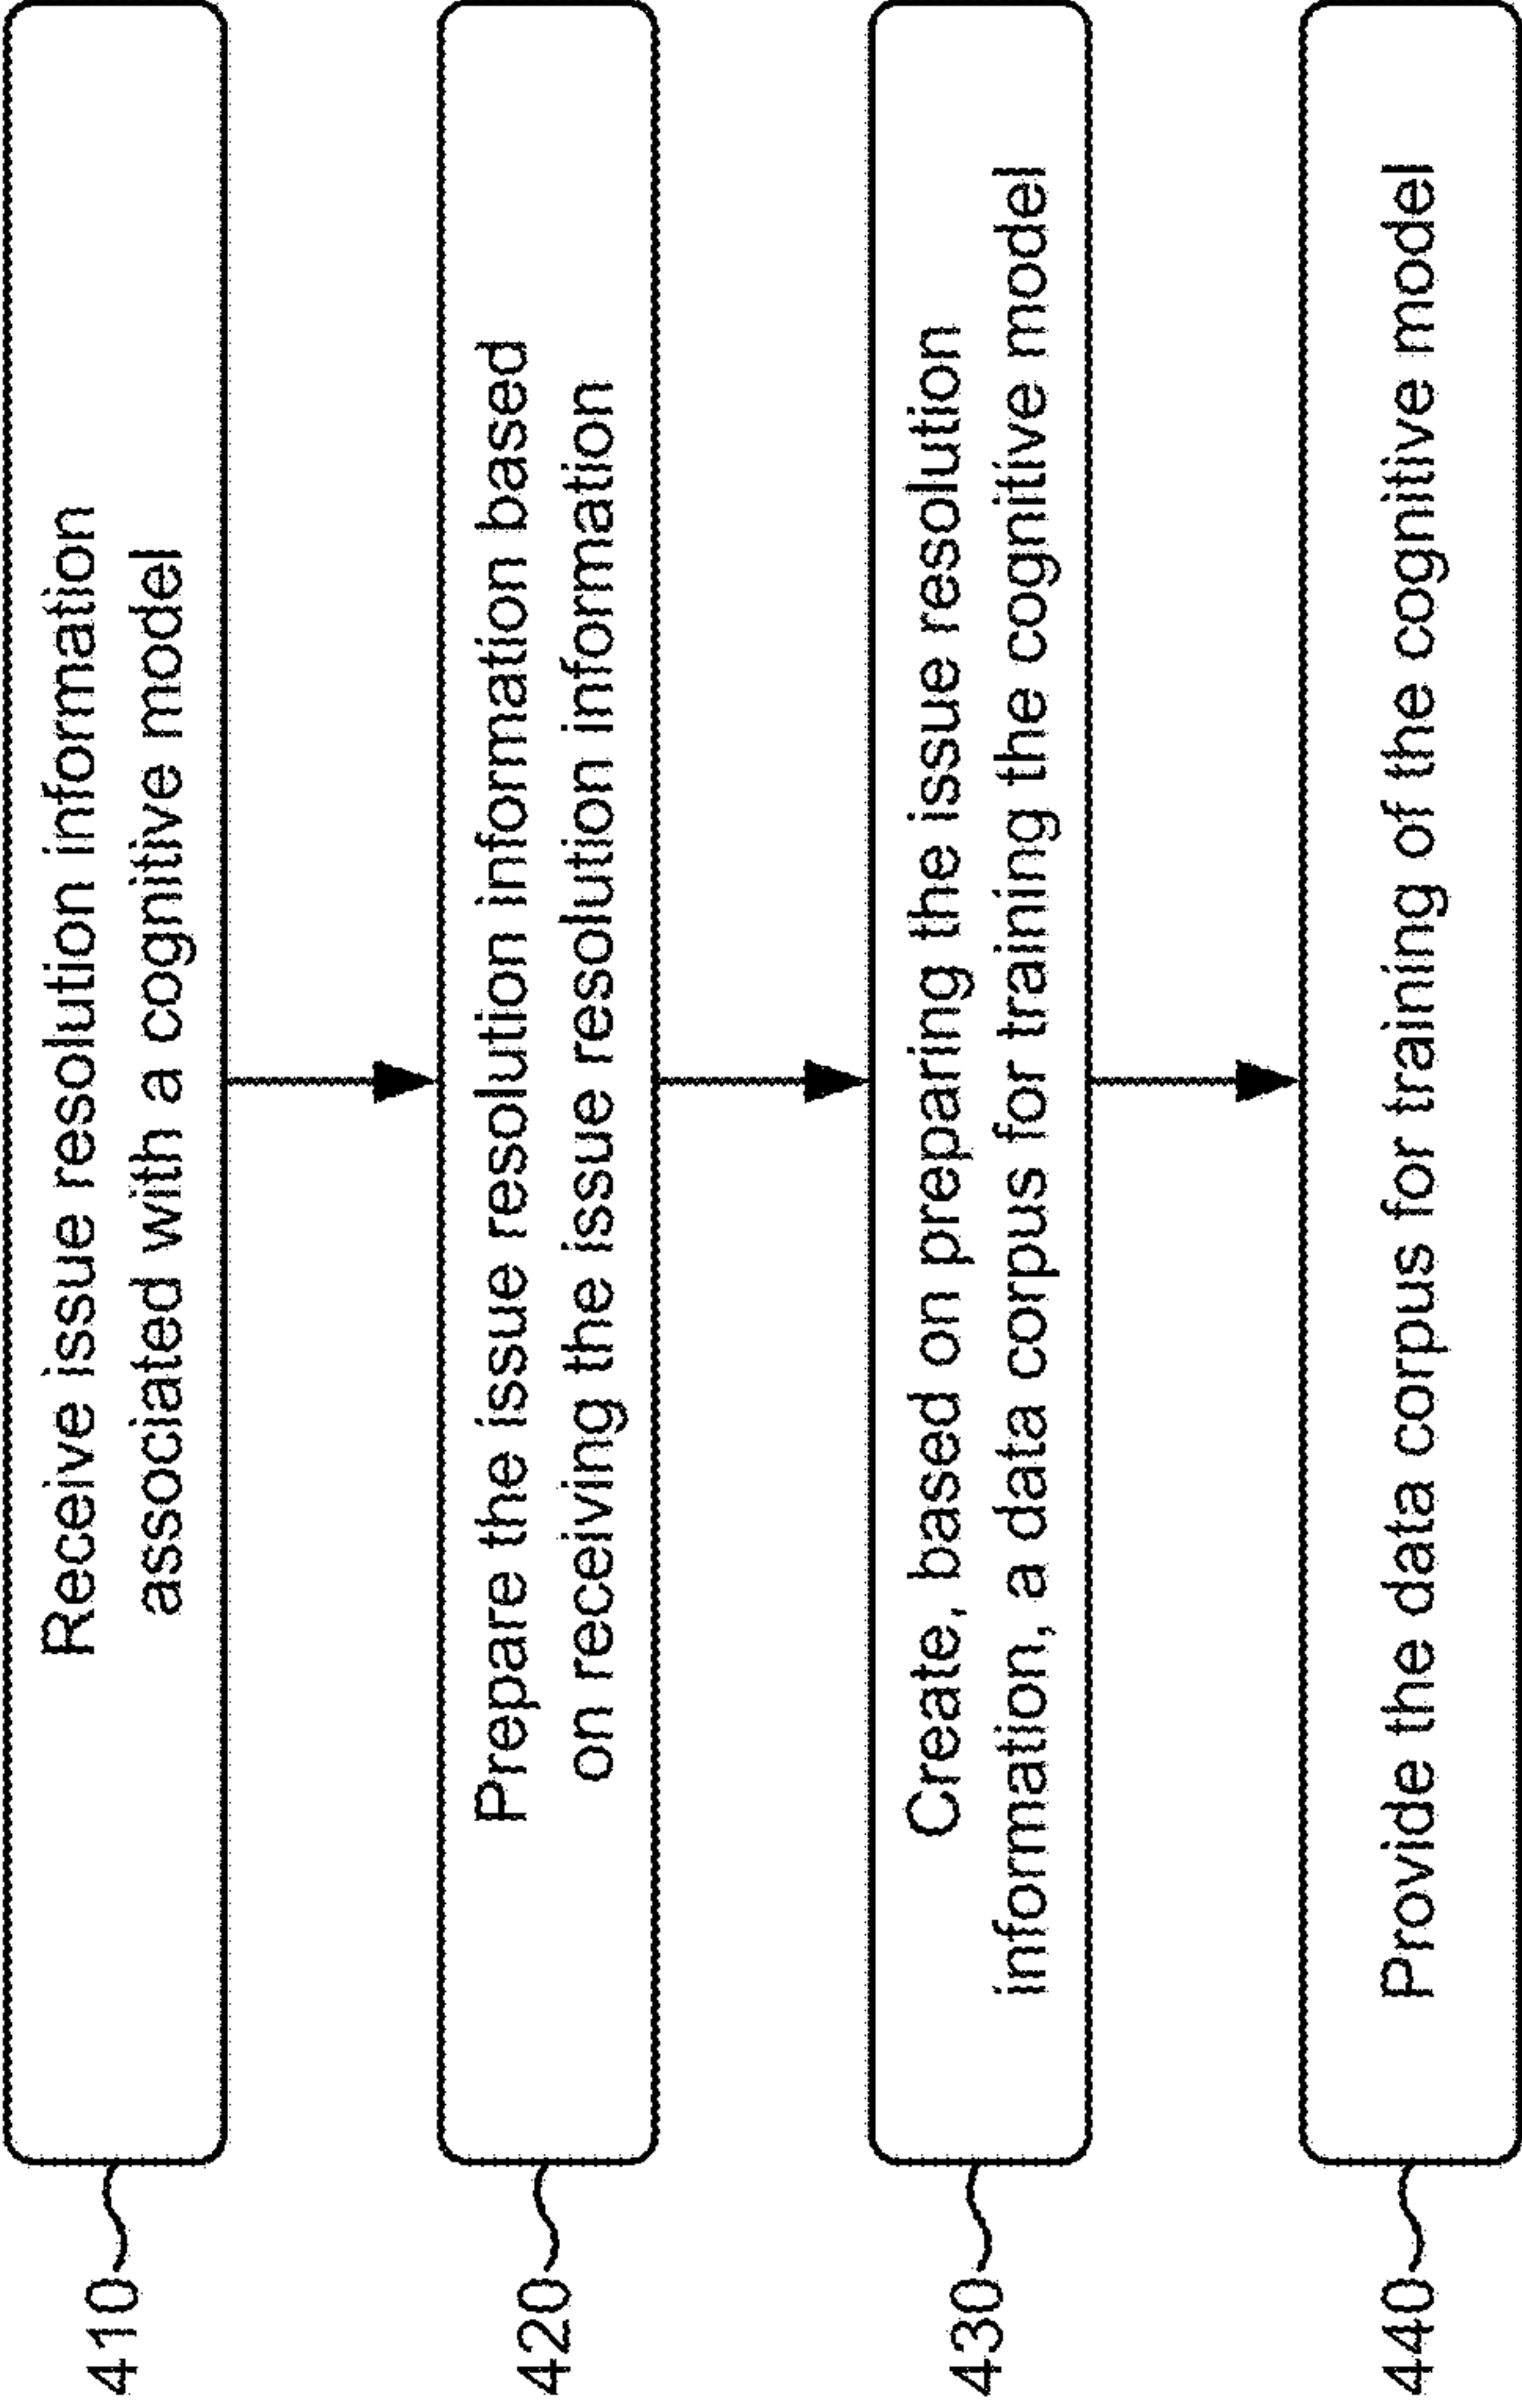 410
Receive issue resolution information
associated with a cognitive model
420
Prepare the issue resolution information based
on receiving the issue resolution information
430
Create, based on preparing the issue resolution
information, a data corpus for training the cognitive model
440
Provide the data corpus for training of the cognitive model